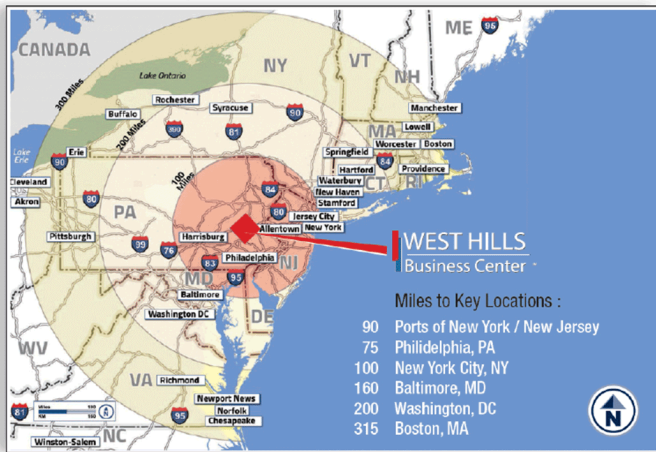 CANADA
ME
95
Lake Ontario
NY
VT
NH
300 Miles
Rochester
Syracuse
90
Manchester
Buffalo
390
81
MA
Lowell
200 Miles
Worcester
Boston
Lake
Erie
Erie
90
Springfield
84
Hartford
Providence
100
Miles
Waterbury
CT
RI
Cleveland
84
New Haven
Akron
80
Stamford
PA
80
Jersey City
Allentown
New York
Pittsburgh
99
76
Harrisburg
83
Philadelphia
NJ
95
MD
Baltimore
Washington DC
DE
WV
VA
Richmond
Newport News
81
Miles
95
Norfolk
Chesapeake
Winston-Salem
NC
WEST HILLS
Business Center
Miles to Key Locations :
90 Ports of New York / New Jersey
75 Philidelphia, PA
100 New York City, NY
160 Baltimore, MD
200 Washington, DC
315 Boston, MA
N